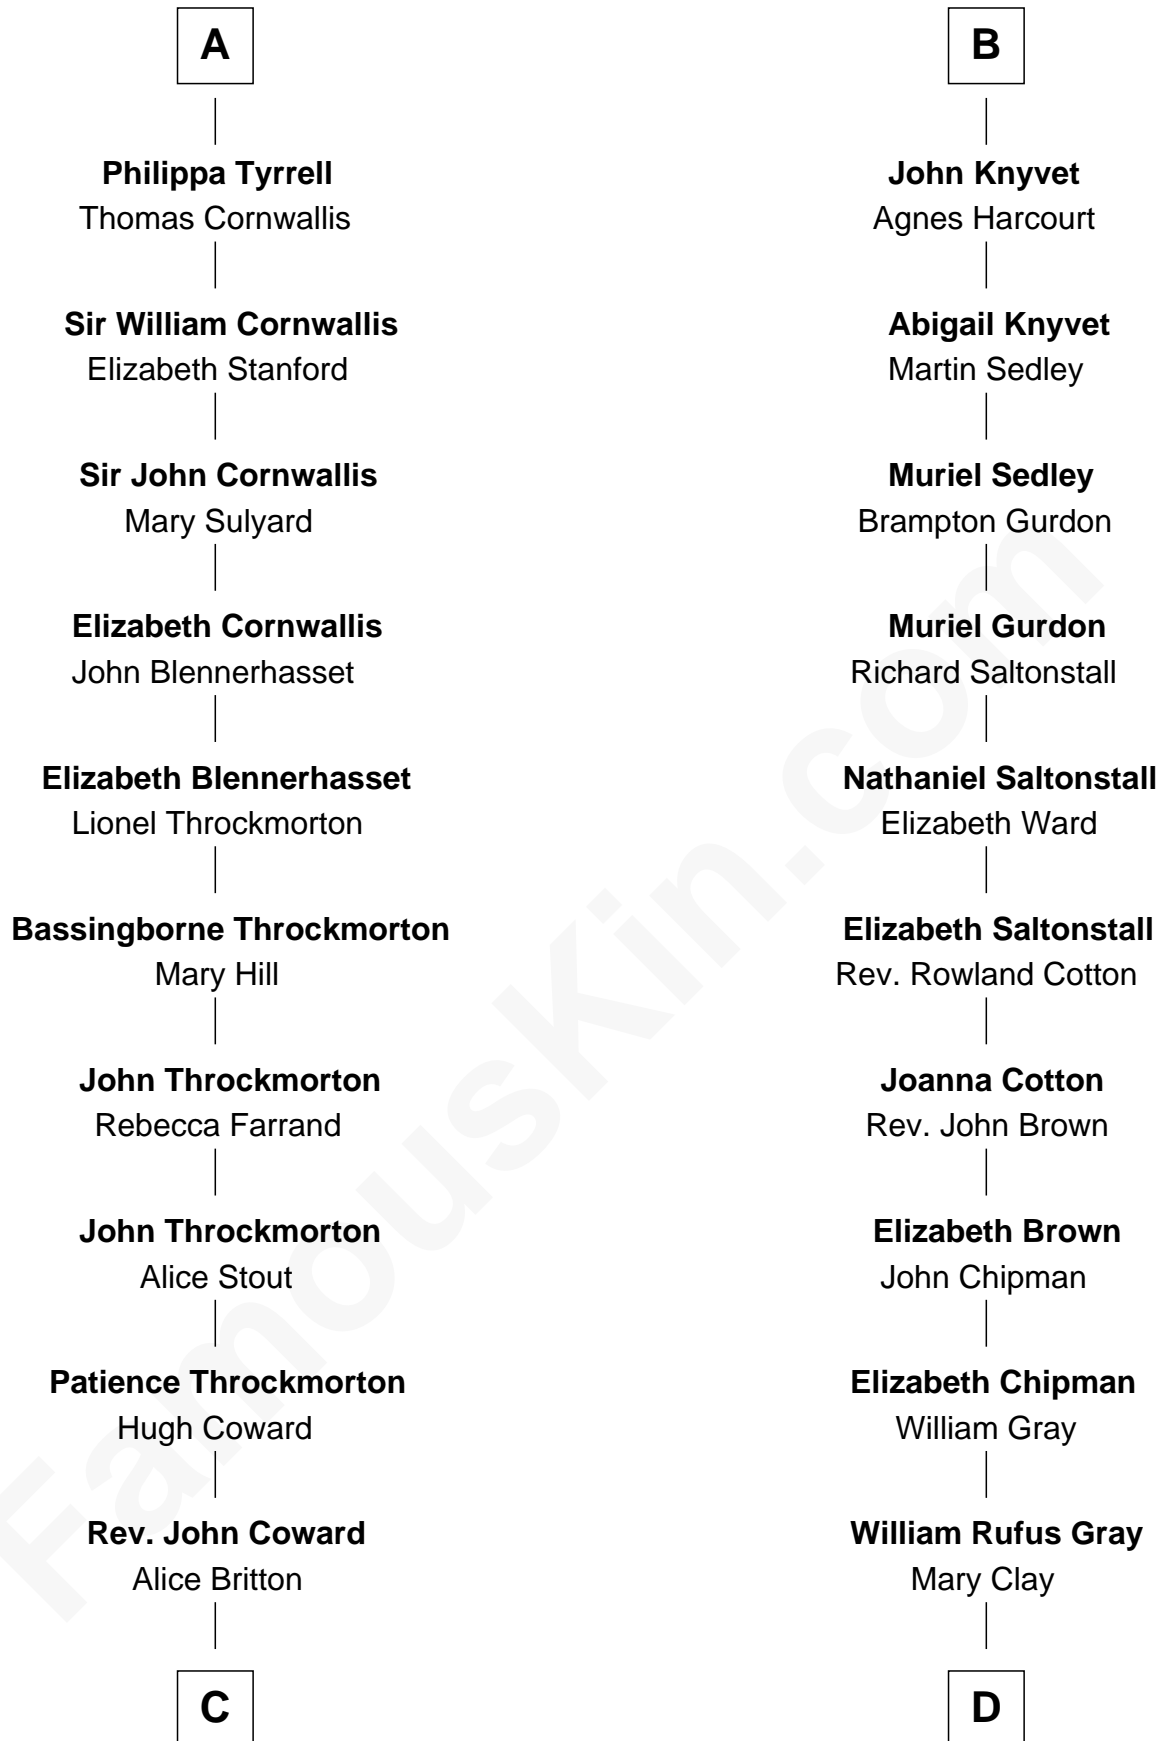 A
Philippa Tyrrell
Thomas Cornwallis
Sir William Cornwallis
Elizabeth Stanford
Sir John Cornwallis
Mary Sulyard
Elizabeth Cornwallis
John Blennerhasset
Elizabeth Blennerhasset
Lionel Throckmorton
Bassingborne Throckmorton
Mary Hill
John Throckmorton
Rebecca Farrand
John Throckmorton
Alice Stout
Patience Throckmorton
Hugh Coward
Rev. John Coward
Alice Britton
C
B
John Knyvet
Agnes Harcourt
Abigail Knyvet
Martin Sedley
Muriel Sedley
Brampton Gurdon
Muriel Gurdon
Richard Saltonstall
Nathaniel Saltonstall
Elizabeth Ward
Elizabeth Saltonstall
Rev. Rowland Cotton
Joanna Cotton
Rev. John Brown
Elizabeth Brown
John Chipman
Elizabeth Chipman
William Gray
William Rufus Gray
Mary Clay
D
FamousKin.com